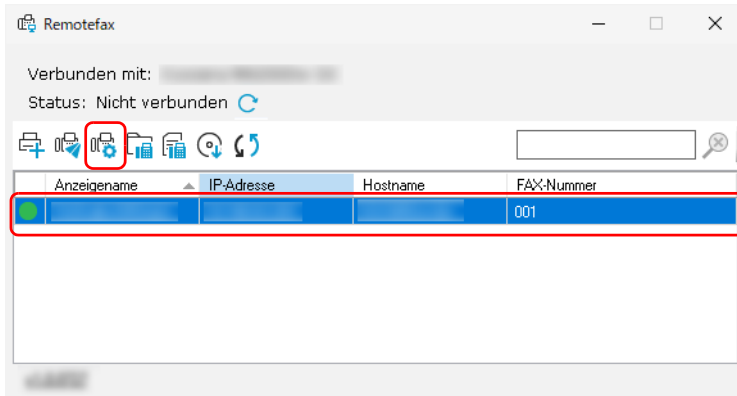 Remotefax
Verbunden mit:
Status: Nicht verbunden
Anzeigename IP-Adresse Hostname FAX-Nummer
001